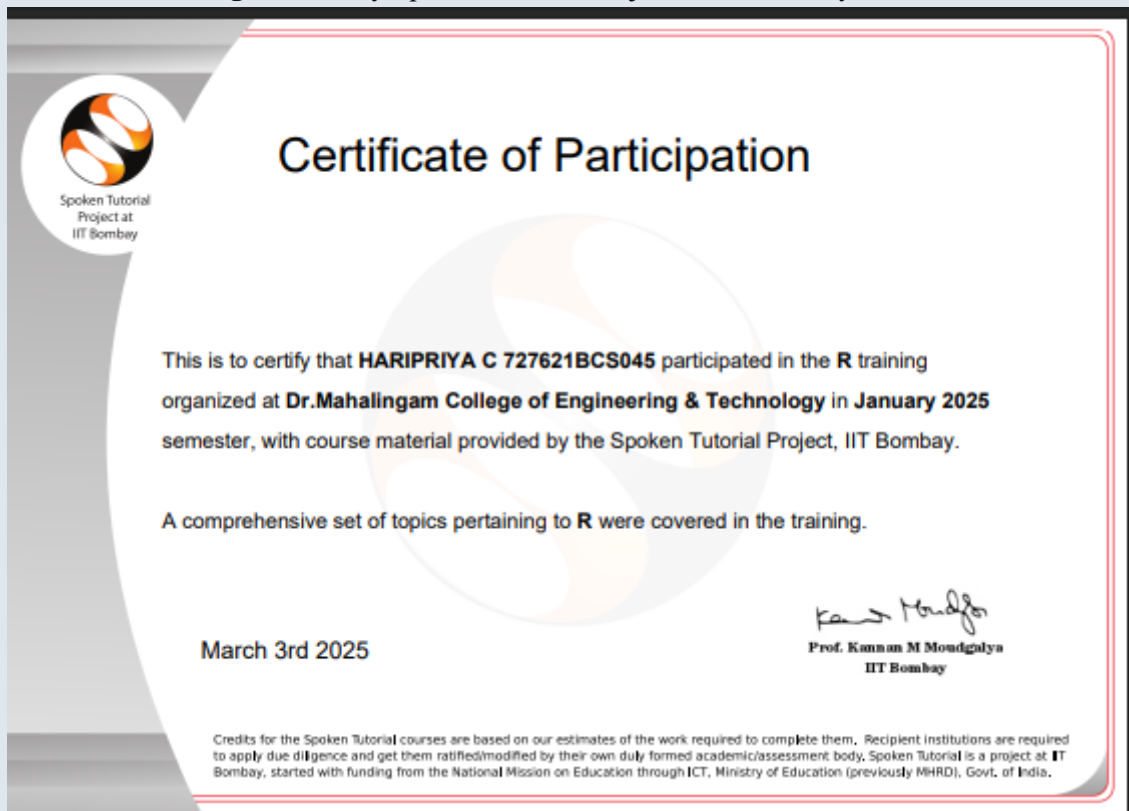 Certificate of Participation
Spoken Tutorial
Project at
IIT Bombay
This is to certify that HARIPRIYA C 727621BCS045 participated in the R training
organized at Dr.Mahalingam College of Engineering & Technology in January 2025
semester, with course material provided by the Spoken Tutorial Project, IIT Bombay.
A comprehensive set of topics pertaining to R were covered in the training.
March 3rd 2025
Prof. Kannan M Moudgalya
IIT Bombay
Credits for the Spoken Tutorial courses are based on our estimates of the work required to complete them. Recipient institutions are required
to apply due diligence and get them ratified/modified by their own duly formed academic/assessment body. Spoken Tutorial is a project at IIT
Bombay, started with funding from the National Mission on Education through ICT, Ministry of Education (previously MHRD), Govt. of India.